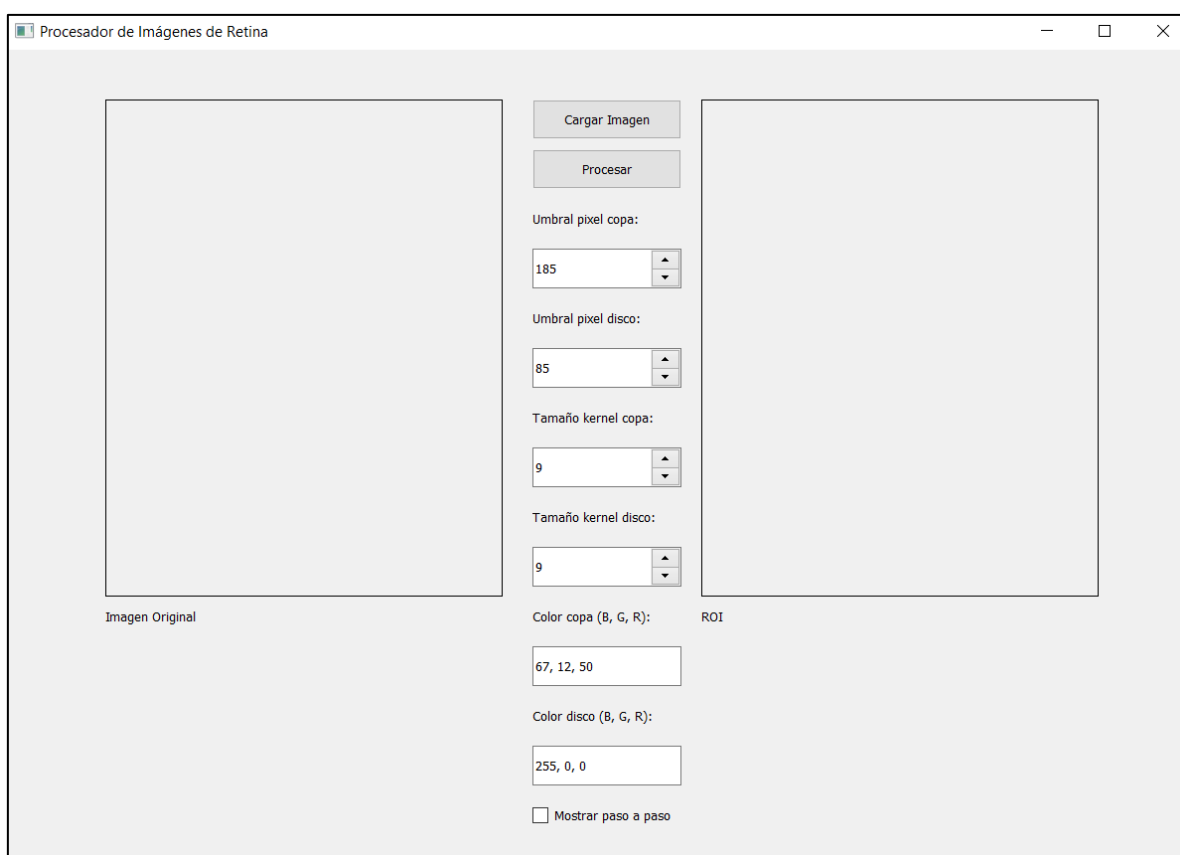 Procesador de Imágenes de Retina
Cargar Imagen
Procesar
Umbral pixel copa:
185
Umbral pixel disco:
85
Tamaño kernel copa:
9
Tamaño kernel disco:
9
Imagen Original
Color copa (B, G, R):
ROI
67, 12, 50
Color disco (B, G, R):
255, 0, 0
Mostrar paso a paso